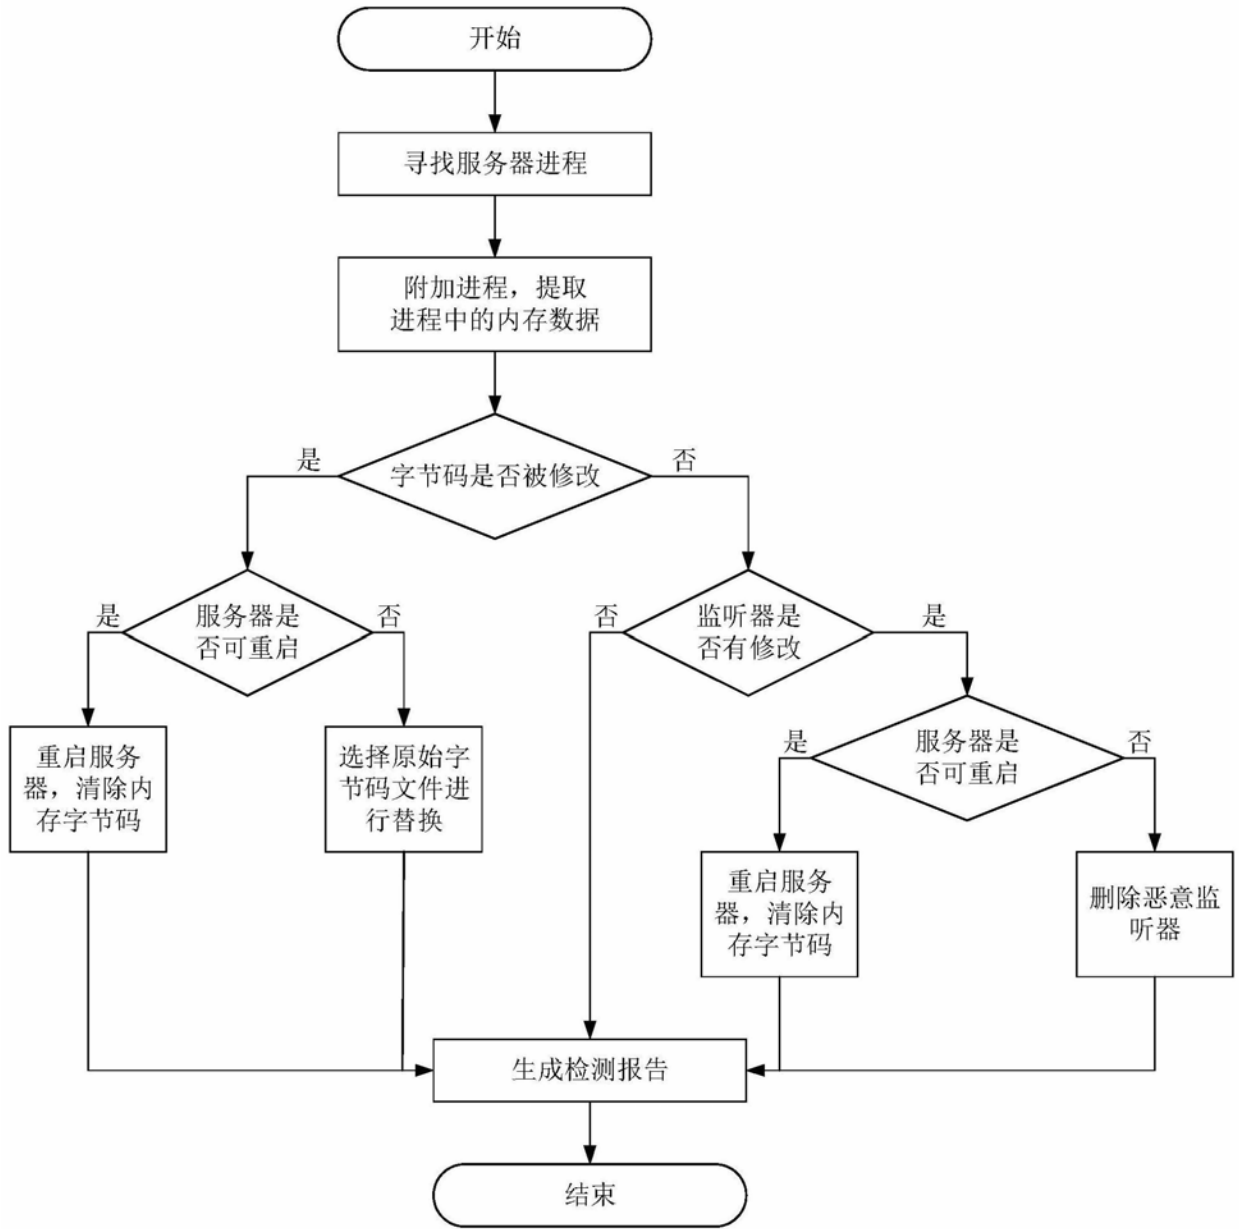 开始
寻找服务器进程
附加进程，提取
进程中的内存数据
是
字节码是否被修改
否
是
服务器是
否可重启
否
否
监听器是
否有修改
是
重启服务
器，清除内
存字节码
选择原始字
节码文件进
行替换
是
服务器是
否可重启
否
重启服务
器，清除内
存字节码
删除恶意监
听器
生成检测报告
结束